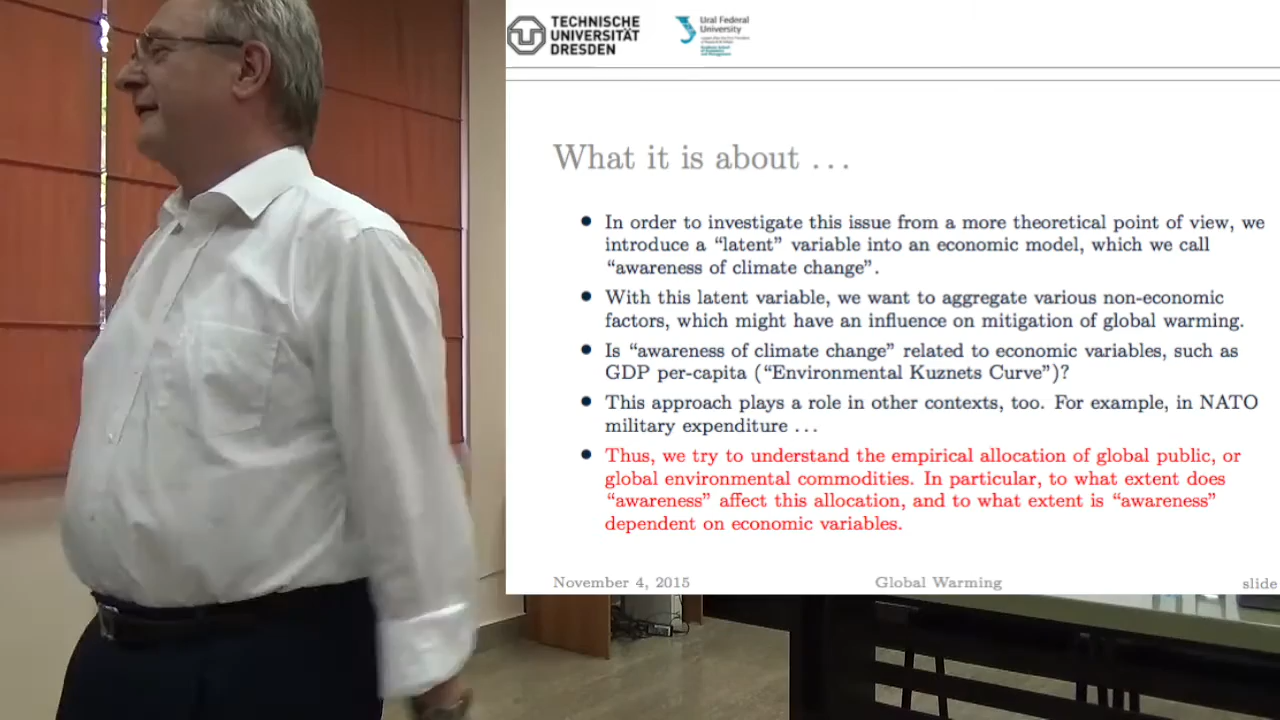 TECHNISCHE
UNIVERSITÄT
DRESDEN
Ural Federal
University
What it is about ...
• In order to investigate this issue from a more theoretical point of view, we
introduce a “latent” variable into an economic model, which we call
“awareness of climate change”.
• With this latent variable, we want to aggregate various non-economic
factors, which might have an influence on mitigation of global warming.
• Is “awareness of climate change” related to economic variables, such as
GDP per-capita (“Environmental Kuznets Curve”)?
• This approach plays a role in other contexts, too. For example, in NATO
military expenditure ...
• Thus, we try to understand the empirical allocation of global public, or
global environmental commodities. In particular, to what extent does
“awareness” affect this allocation, and to what extent is “awareness”
dependent on economic variables.
November 4, 2015 Global Warming slide